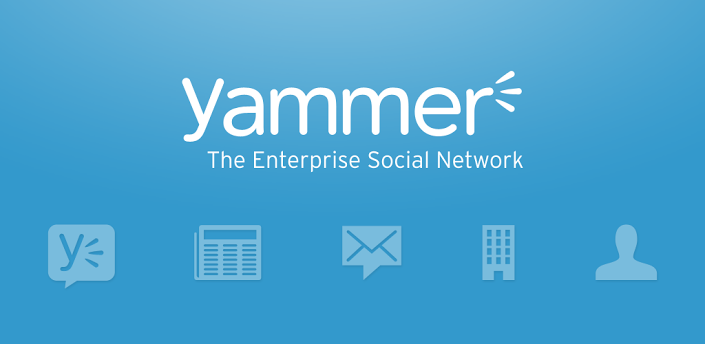 yammer
The Enterprise Social Network
y